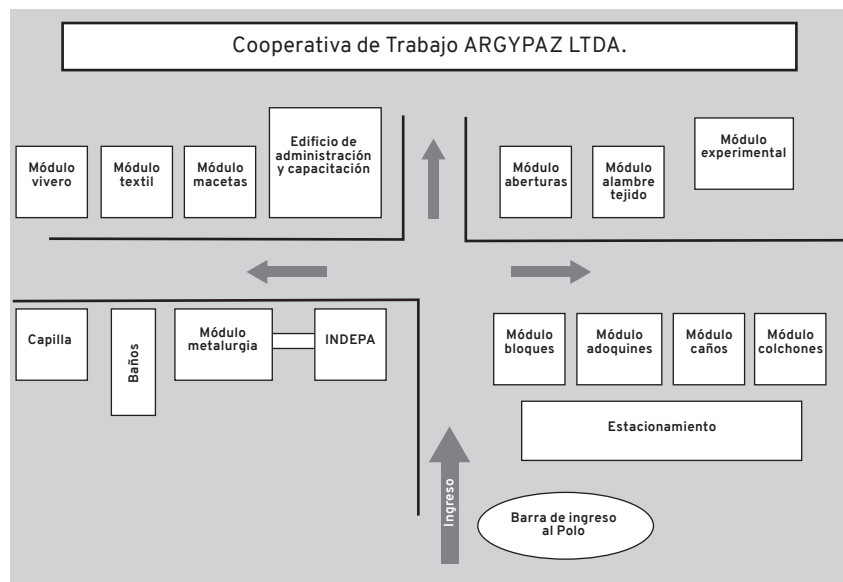 Cooperativa de Trabajo ARGYPAZ LTDA.
Módulo
vivero
Módulo
textil
Módulo
macetas
Edificio de
administración
y capacitación
Módulo
aberturas
Módulo
alambre
tejido
Módulo
experimental
Capilla
Baños
Módulo
metalurgia
INDEPA
Módulo
bloques
Módulo
adoquines
Módulo
caños
Módulo
colchones
Estacionamiento
Ingreso
Barra de ingreso
al Polo